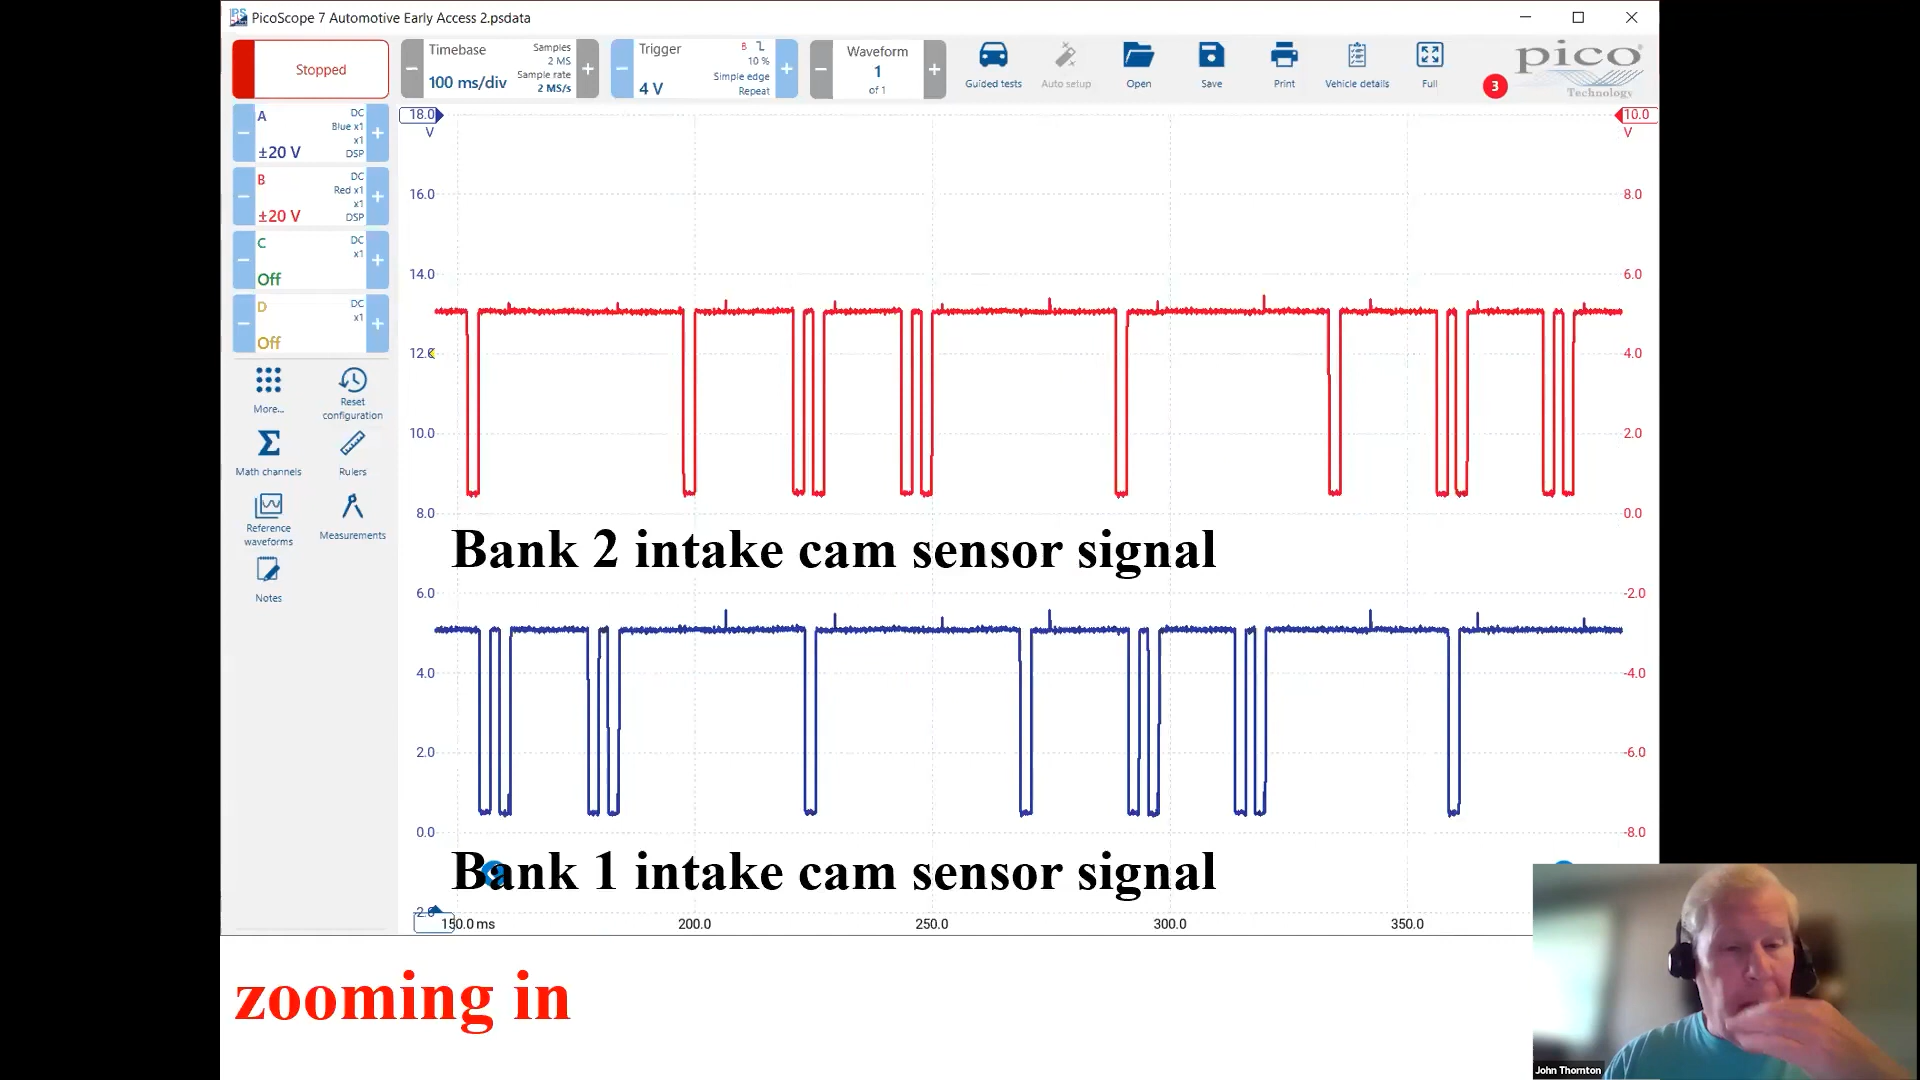 PicoScope 7 Automotive Early Access 2.psdata
Stopped
Timebase
100 ms/div
Samples
2 MS
Sample rate
2 MS/s
Trigger
4 V
B
10 %
Simple edge
Repeat
Waveform
1
of 1
Guided tests
Auto setup
Open
Save
Print
Vehicle details
Full
3
pico
Technology
A
±20 V
DC
Blue x1
x1
DSP
B
±20 V
DC
Red x1
x1
DSP
C
Off
DC
x1
D
Off
DC
x1
More...
Reset configuration
Math channels
Rulers
Reference waveforms
Measurements
Notes
18.0
V
16.0
14.0
10.0
8.0
6.0
4.0
2.0
0.0
10.0
V
8.0
6.0
4.0
2.0
0.0
-2.0
-4.0
-6.0
-8.0
Bank 2 intake cam sensor signal
Bank 1 intake cam sensor signal
150.0 ms
200.0
250.0
300.0
350.0
zooming in
John Thornton